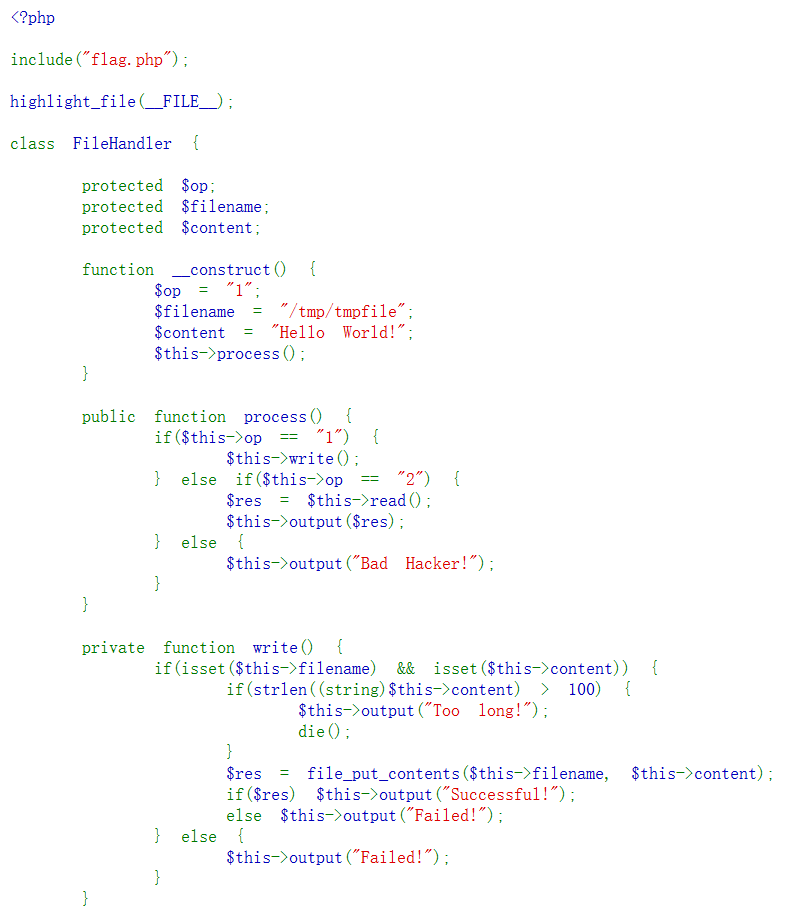 <?php
include("flag.php");
highlight_file(__FILE__);
class FileHandler {
protected $op;
protected $filename;
protected $content;
function __construct() {
$op = "1";
$filename = "/tmp/tmpfile";
$content = "Hello World!";
$this->process();
}
public function process() {
if($this->op == "1") {
$this->write();
} else if($this->op == "2") {
$res = $this->read();
$this->output($res);
} else {
$this->output("Bad Hacker!");
}
}
private function write() {
if(isset($this->filename) && isset($this->content)) {
if(strlen((string)$this->content) > 100) {
$this->output("Too long!");
die();
}
$res = file_put_contents($this->filename, $this->content);
if($res) $this->output("Successful!");
else $this->output("Failed!");
} else {
$this->output("Failed!");
}
}